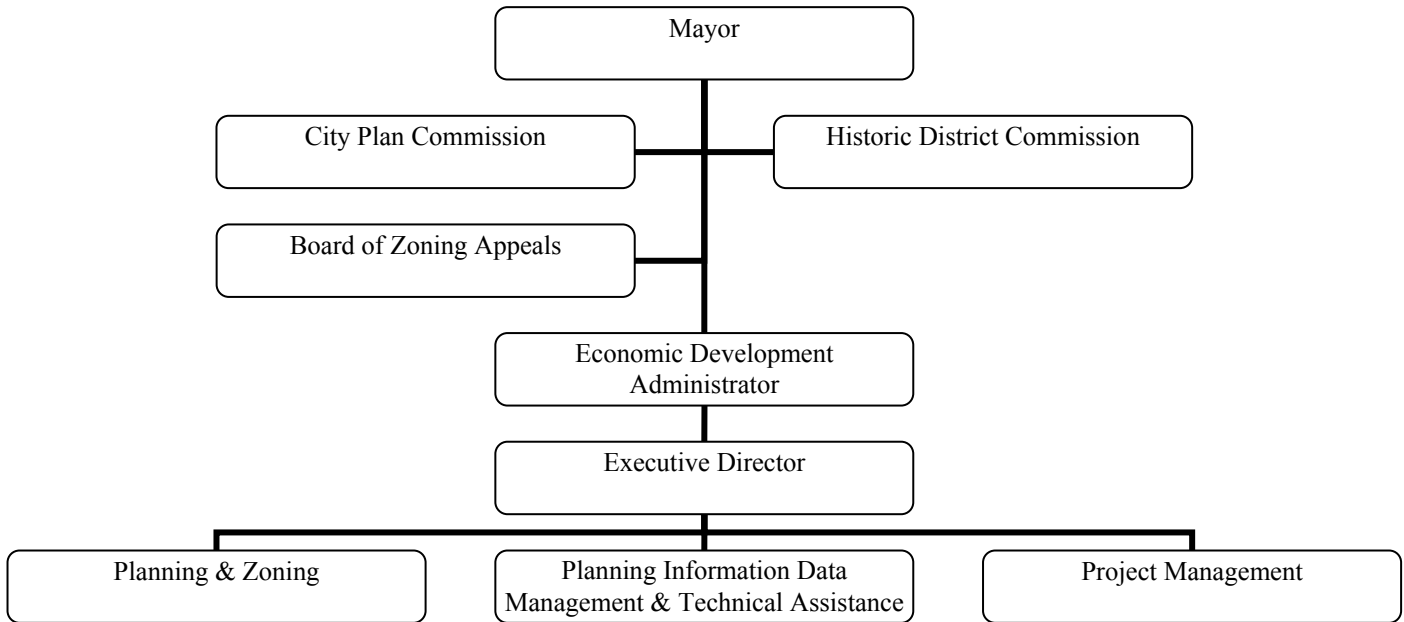 Mayor
City Plan Commission
Historic District Commission
Board of Zoning Appeals
Economic Development
Administrator
Executive Director
Planning & Zoning
Planning Information Data
Management & Technical Assistance
Project Management